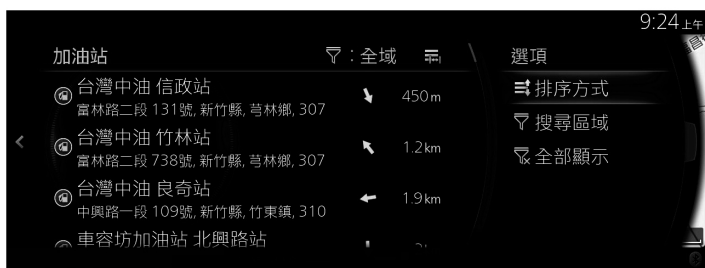 9:24上午
加油站
：全域
台灣中油 信政站
富林路二段 131號, 新竹縣, 芎林鄉, 307
450m
台灣中油 竹林站
富林路二段 738號, 新竹縣, 芎林鄉, 307
1.2km
台灣中油 良奇站
中興路一段 109號, 新竹縣, 竹東鎮, 310
1.9km
車容坊加油站 北興路站
選項
排序方式
搜尋區域
全部顯示